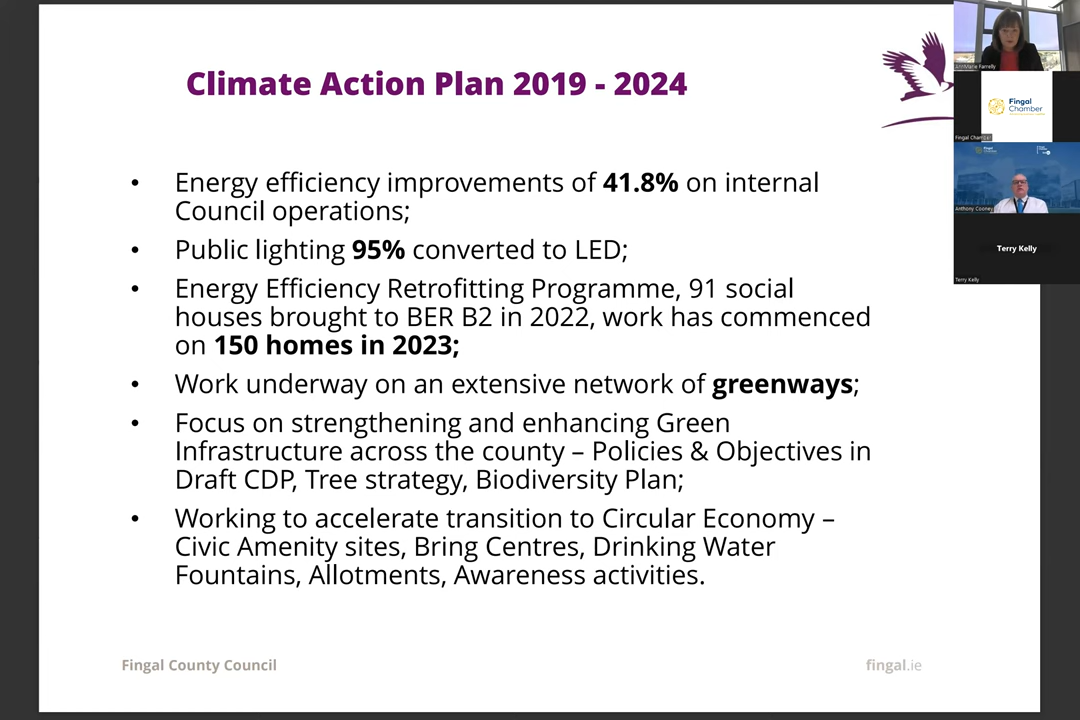 Climate Action Plan 2019 - 2024
• Energy efficiency improvements of 41.8% on internal
Council operations;
• Public lighting 95% converted to LED;
• Energy Efficiency Retrofitting Programme, 91 social
houses brought to BER B2 in 2022, work has commenced
on 150 homes in 2023;
• Work underway on an extensive network of greenways;
• Focus on strengthening and enhancing Green
Infrastructure across the county – Policies & Objectives in
Draft CDP, Tree strategy, Biodiversity Plan;
• Working to accelerate transition to Circular Economy –
Civic Amenity sites, Bring Centres, Drinking Water
Fountains, Allotments, Awareness activities.
Fingal County Council
fingal.ie
AnnMarie Farrelly
Fingal
Chamber
Fingal Chamber
Anthony Cooney
Terry Kelly
Terry Kelly